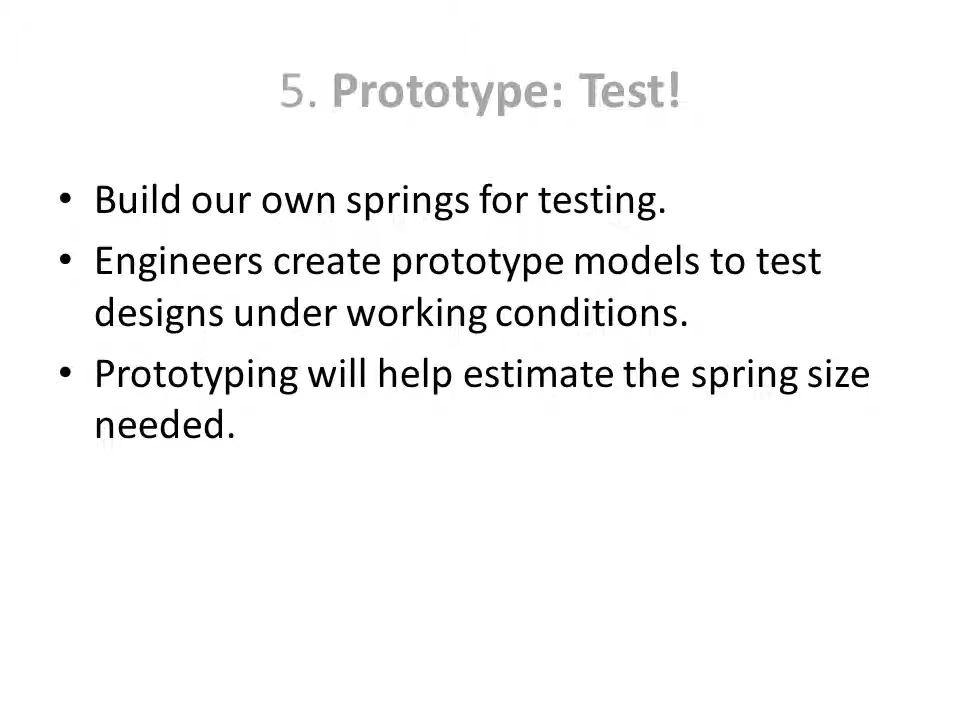 5. Prototype: Test!
• Build our own springs for testing.
• Engineers create prototype models to test
designs under working conditions.
• Prototyping will help estimate the spring size
needed.